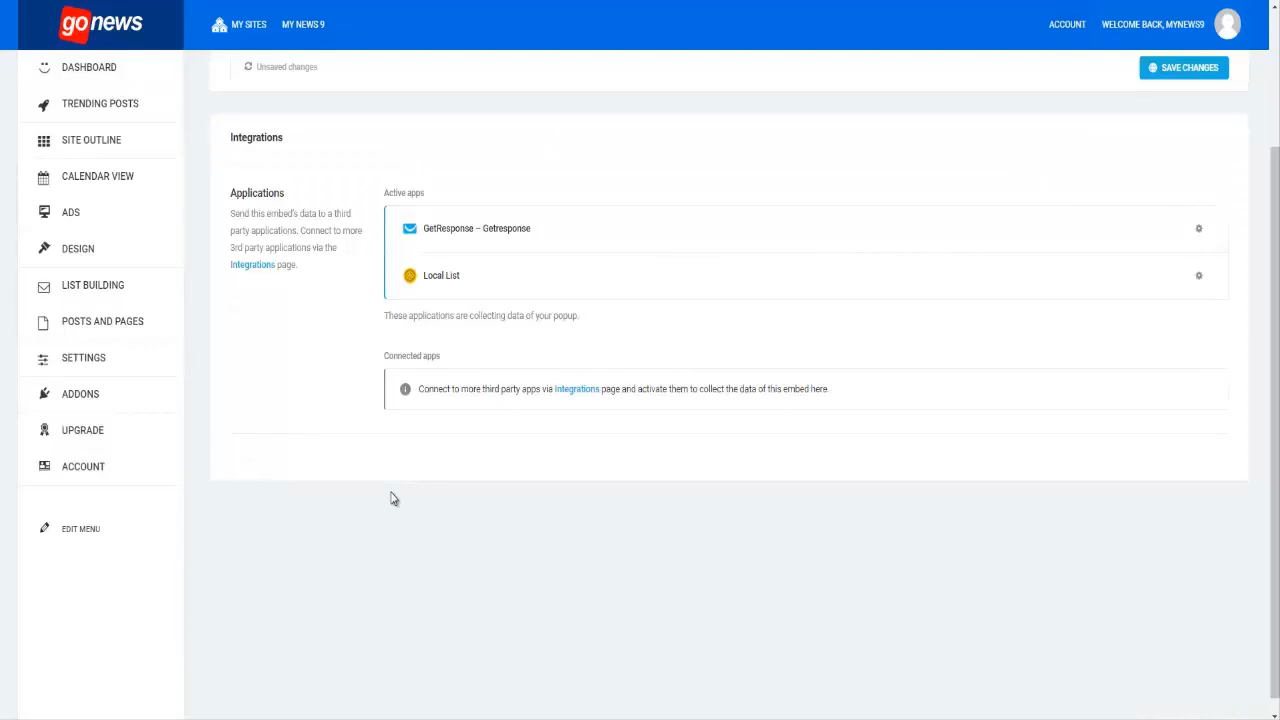 go news
MY SITES
MY NEWS 9
ACCOUNT
WELCOME BACK, MYNEWS9
DASHBOARD
TRENDING POSTS
SITE OUTLINE
CALENDAR VIEW
ADS
DESIGN
LIST BUILDING
POSTS AND PAGES
SETTINGS
ADDONS
UPGRADE
ACCOUNT
EDIT MENU
Unsaved changes
SAVE CHANGES
Integrations
Applications
Send this embed's data to a third
party applications. Connect to more
3rd party applications via the
Integrations page.
Active apps
GetResponse – Getresponse
Local List
These applications are collecting data of your popup.
Connected apps
Connect to more third party apps via Integrations page and activate them to collect the data of this embed here.